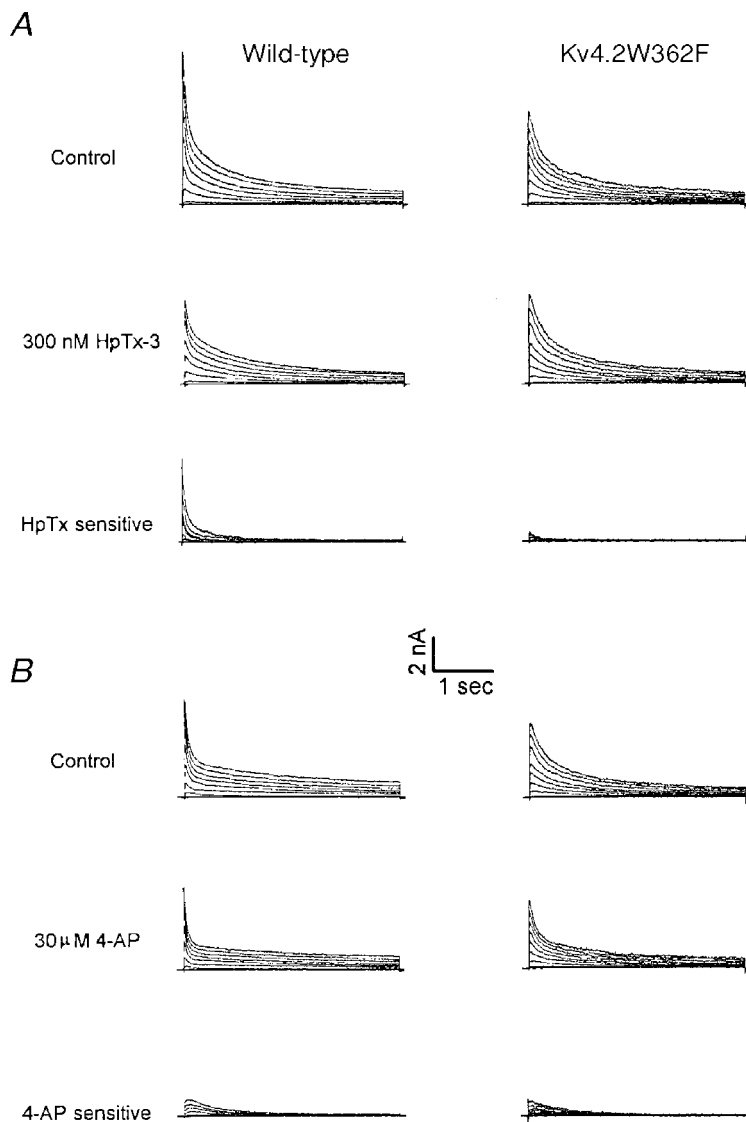 A
Wild-type
Kv4.2W362F
Control
300 nM HpTx-3
HpTx sensitive
2 nA
1 sec
B
Control
30 μM 4-AP
4-AP sensitive